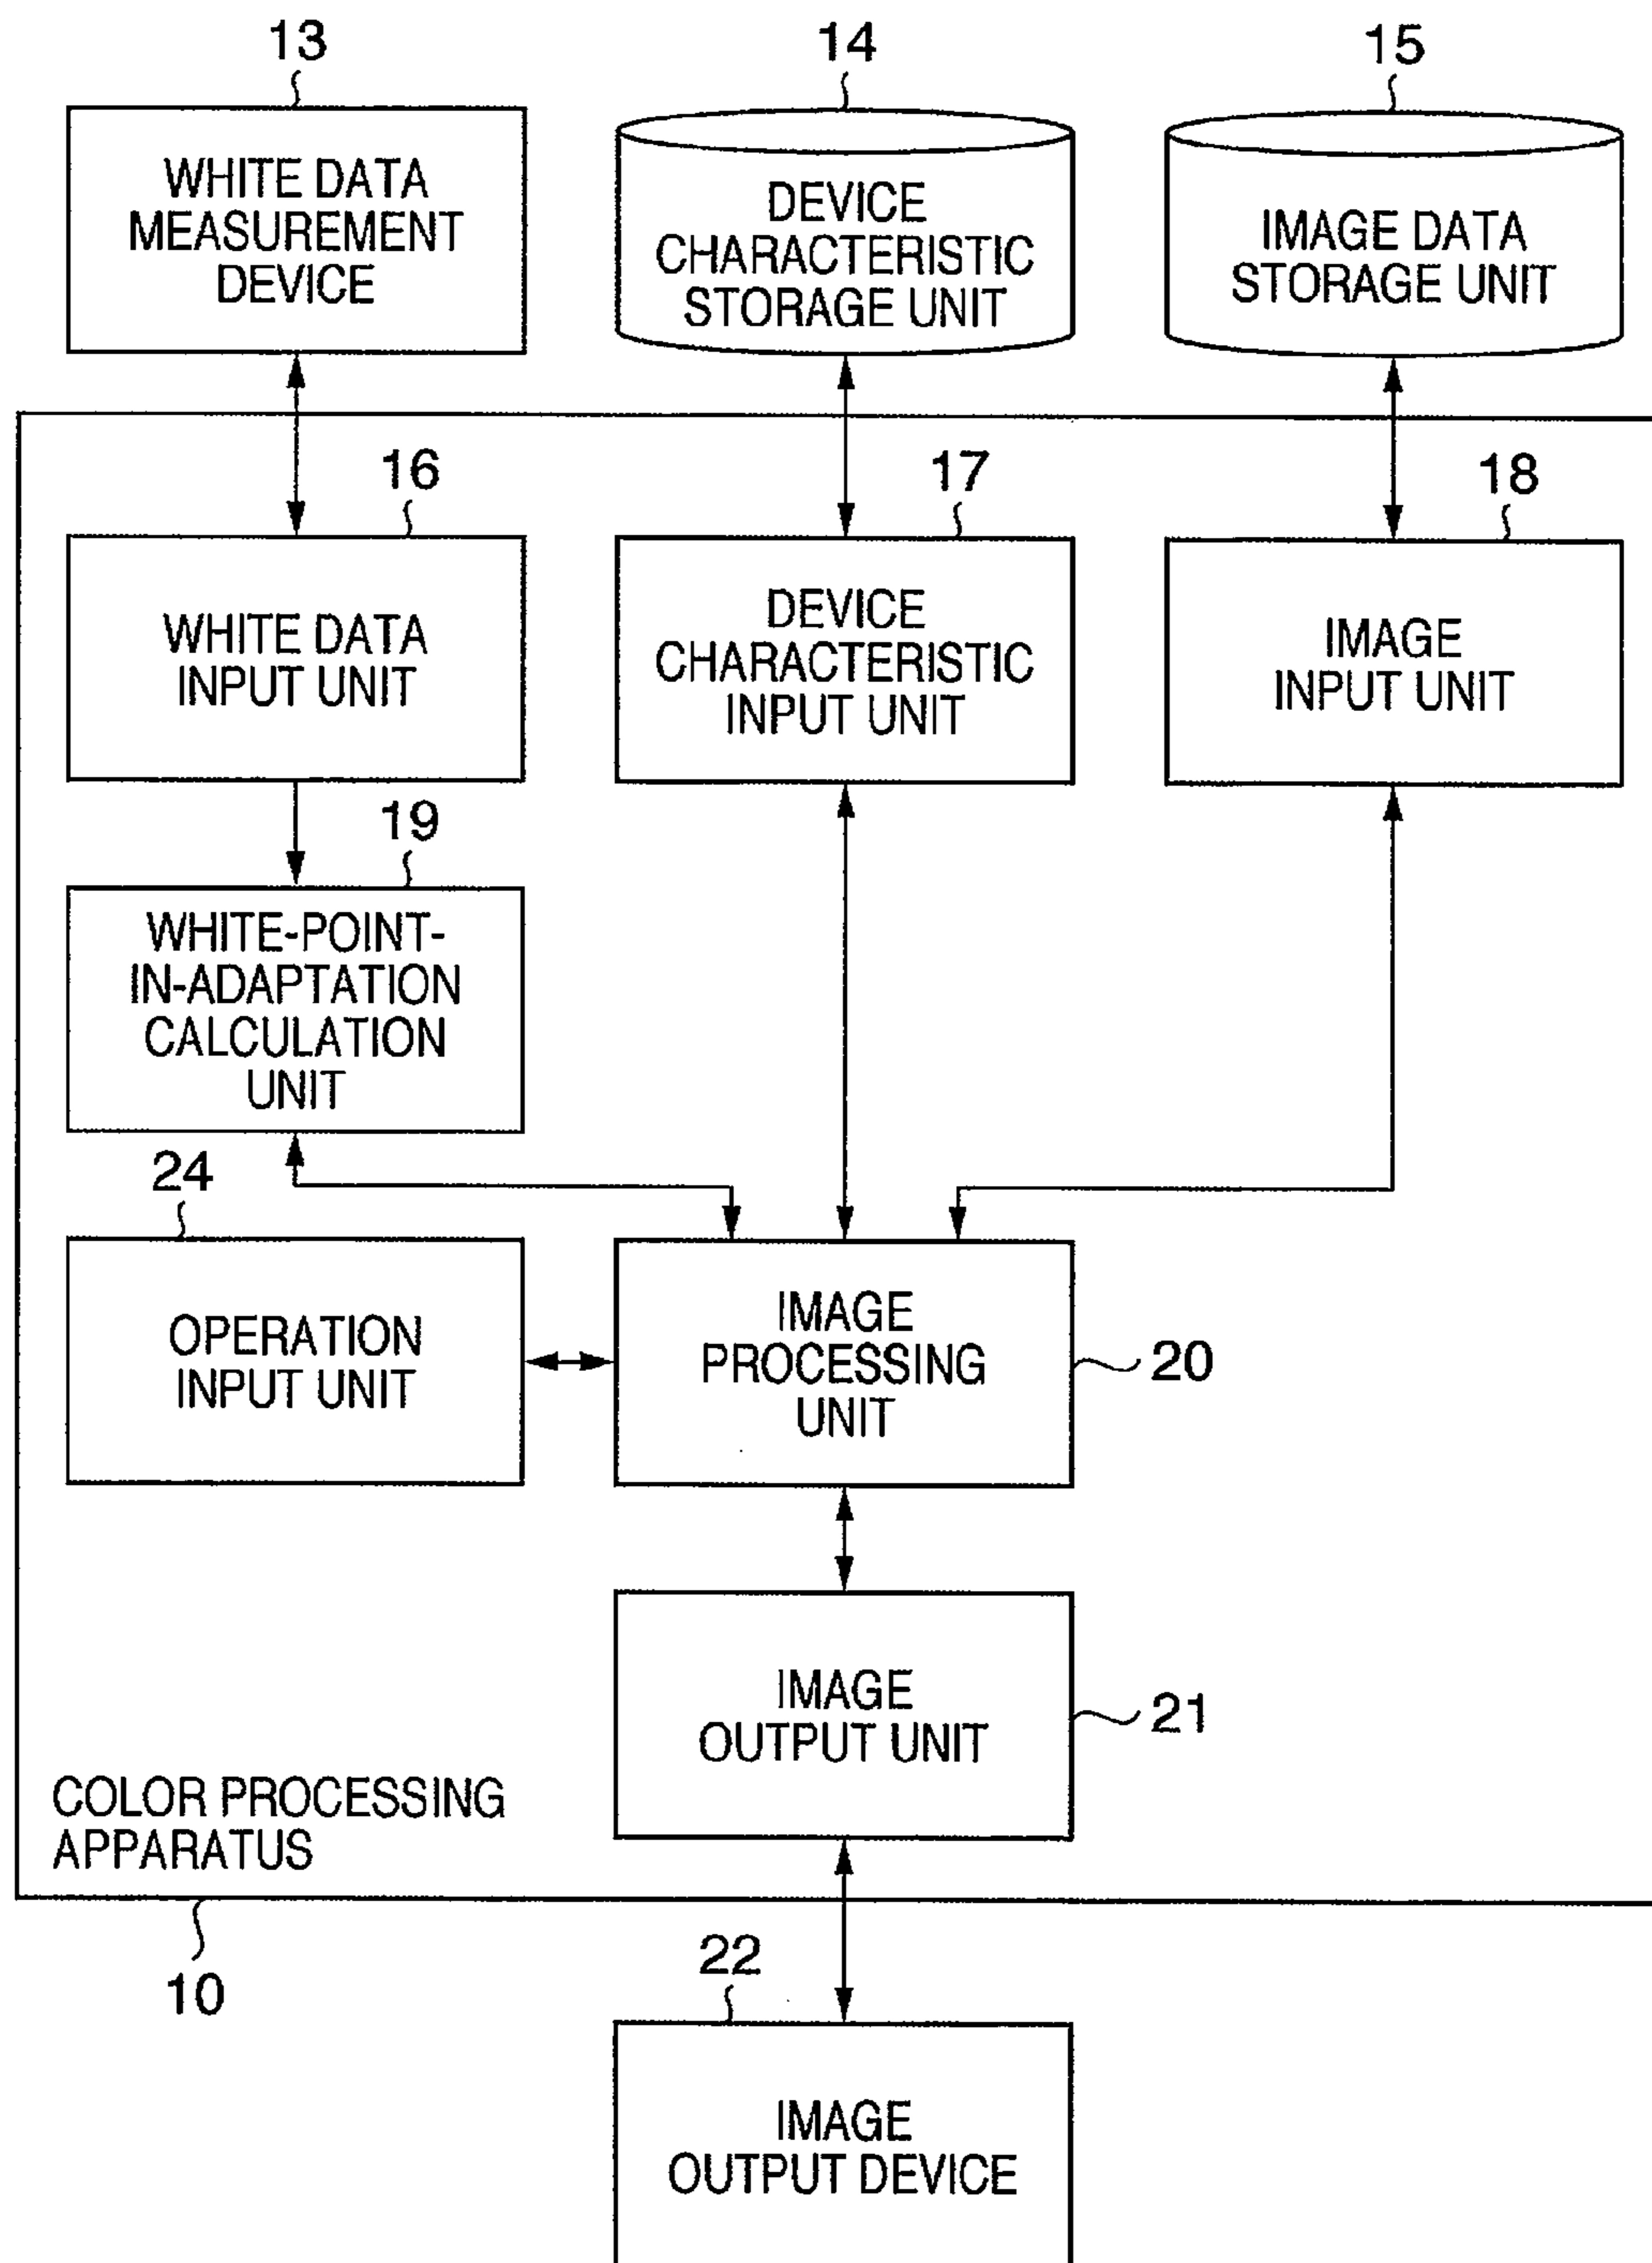 13
14
15
WHITE DATA
MEASUREMENT
DEVICE
DEVICE
CHARACTERISTIC
STORAGE UNIT
IMAGE DATA
STORAGE UNIT
16
17
18
WHITE DATA
INPUT UNIT
DEVICE
CHARACTERISTIC
INPUT UNIT
IMAGE
INPUT UNIT
19
WHITE-POINT-
IN-ADAPTATION
CALCULATION
UNIT
24
OPERATION
INPUT UNIT
IMAGE
PROCESSING
UNIT
20
IMAGE
OUTPUT UNIT
21
COLOR PROCESSING
APPARATUS
10
22
IMAGE
OUTPUT DEVICE